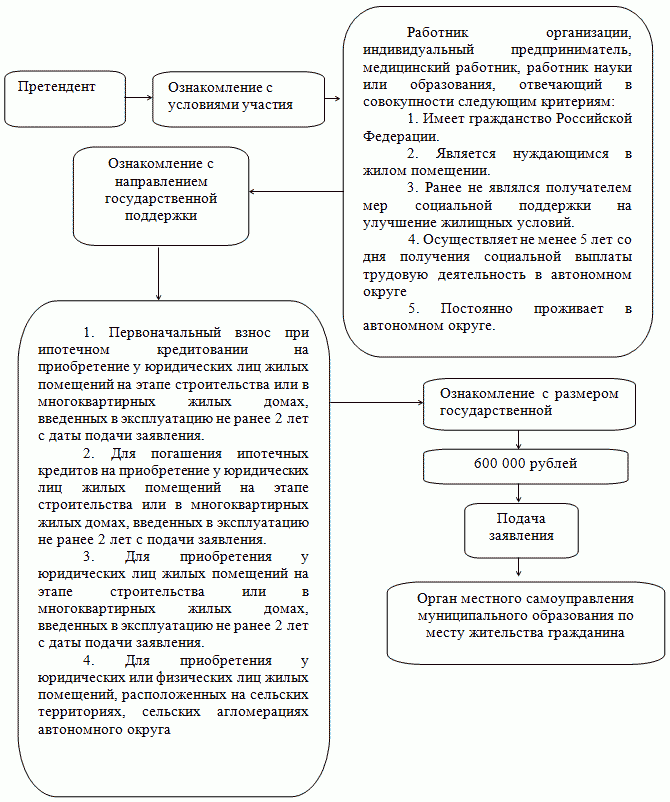 Претендент
Ознакомление с
условиями участия
Работник организации,
индивидуальный предприниматель,
медицинский работник, работник науки
или образования, отвечающий в
совокупности следующим критериям:
1. Имеет гражданство Российской
Федерации.
2. Является нуждающимся в
жилом помещении.
3. Ранее не являлся получателем
мер социальной поддержки на
улучшение жилищных условий.
4. Осуществляет не менее 5 лет со
дня получения социальной выплаты
трудовую деятельность в автономном
округе
5. Постоянно проживает в
автономном округе.
Ознакомление с
направлением
государственной
поддержки
1. Первоначальный взнос при
ипотечном кредитовании на
приобретение у юридических лиц жилых
помещений на этапе строительства или в
многоквартирных жилых домах,
введенных в эксплуатацию не ранее 2 лет
с даты подачи заявления.
2. Для погашения ипотечных
кредитов на приобретение у юридических
лиц жилых помещений на этапе
строительства или в многоквартирных
жилых домах, введенных в эксплуатацию
не ранее 2 лет с подачи заявления.
3. Для приобретения у
юридических лиц жилых помещений на
этапе строительства или в
многоквартирных жилых домах,
введенных в эксплуатацию не ранее 2 лет
с даты подачи заявления.
4. Для приобретения у
юридических или физических лиц жилых
помещений, расположенных на сельских
территориях, сельских агломерациях
автономного округа
Ознакомление с размером
государственной
600 000 рублей
Подача
заявления
Орган местного самоуправления
муниципального образования по
месту жительства гражданина